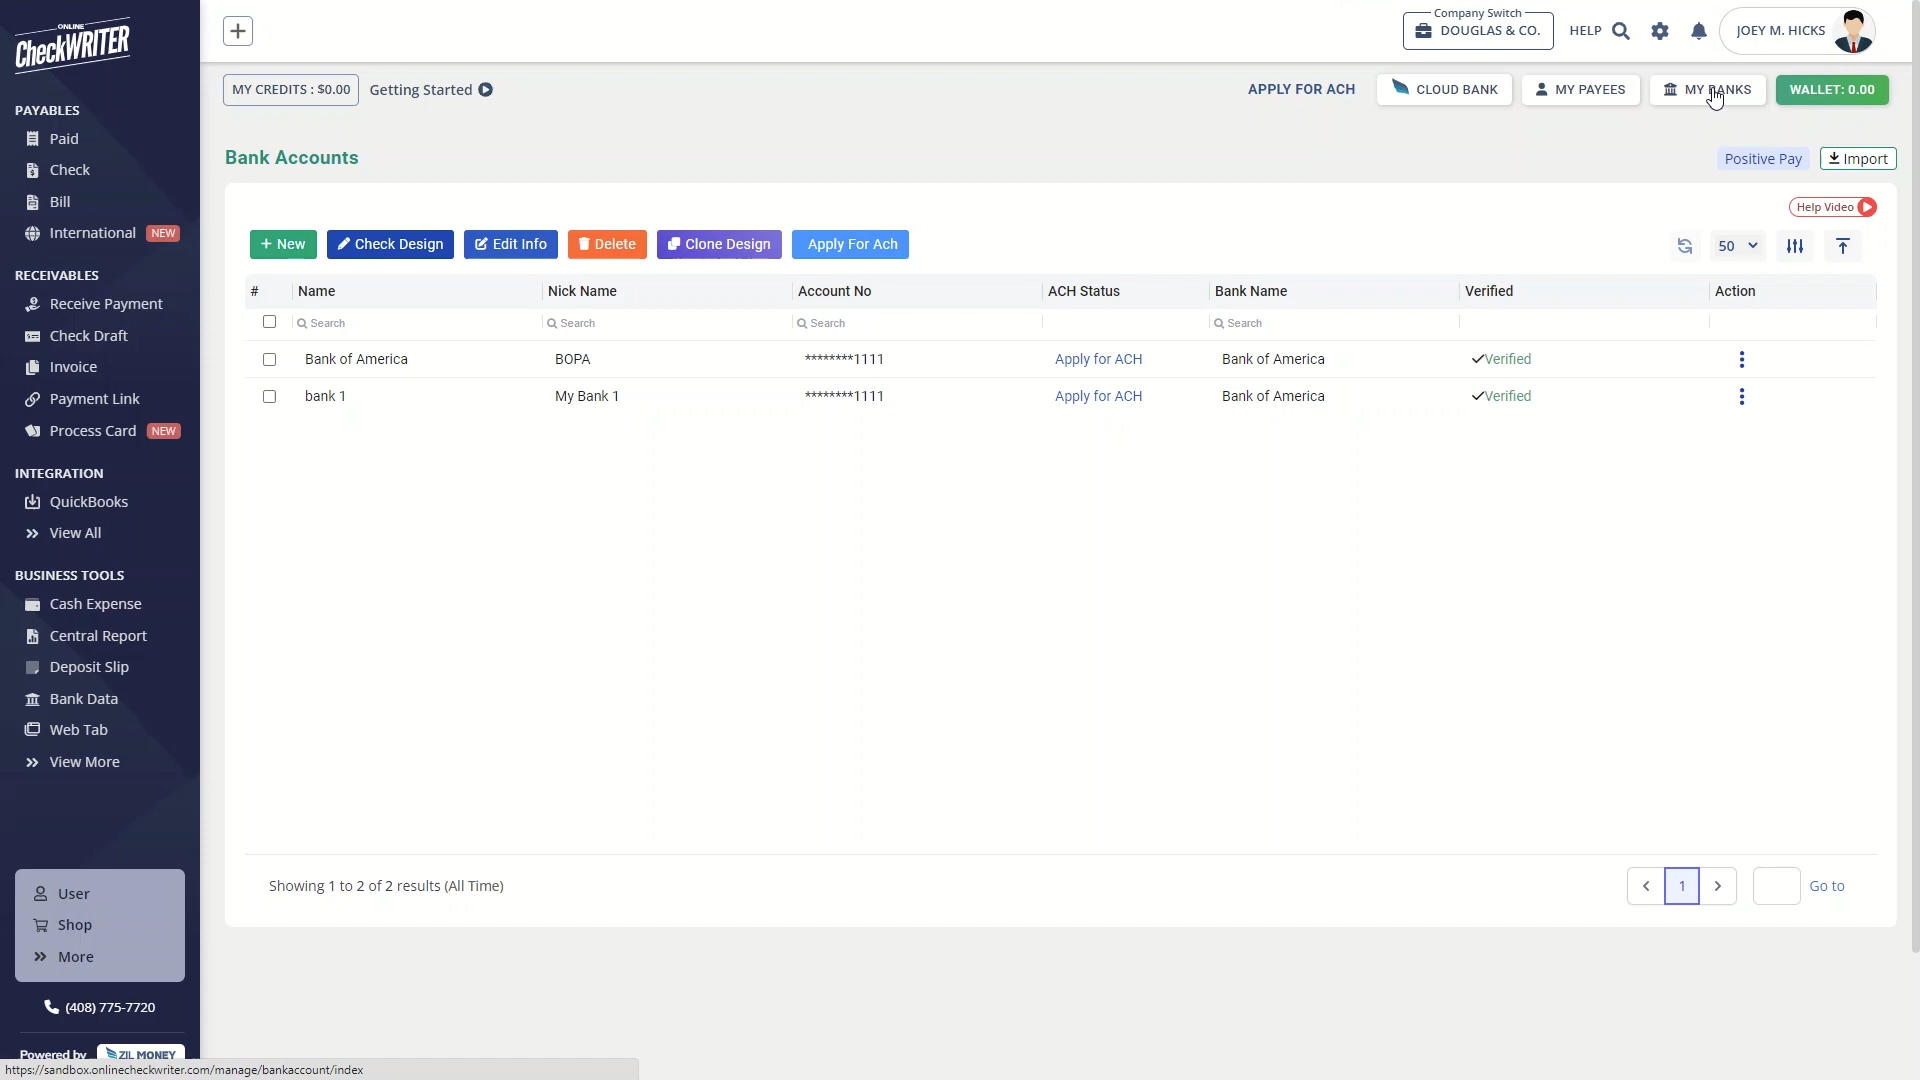 ONLINE
CheckWRITER
PAYABLES
Paid
Check
Bill
International NEW
RECEIVABLES
Receive Payment
Check Draft
Invoice
Payment Link
Process Card NEW
INTEGRATION
QuickBooks
View All
BUSINESS TOOLS
Cash Expense
Central Report
Deposit Slip
Bank Data
Web Tab
View More
User
Shop
More
(408) 775-7720
Powered by ZIL MONEY
https://sandbox.onlinecheckwriter.com/manage/bankaccount/index
Company Switch
DOUGLAS & CO. HELP JOEY M. HICKS
MY CREDITS : $0.00 Getting Started APPLY FOR ACH CLOUD BANK MY PAYEES MY BANKS WALLET: 0.00
Bank Accounts Positive Pay Import
Help Video
+ New Check Design Edit Info Delete Clone Design Apply For Ach 50
# Name Nick Name Account No ACH Status Bank Name Verified Action
Search Search Search Search
Bank of America BOPA ********1111 Apply for ACH Bank of America Verified
bank 1 My Bank 1 ********1111 Apply for ACH Bank of America Verified
Showing 1 to 2 of 2 results (All Time) 1 Go to